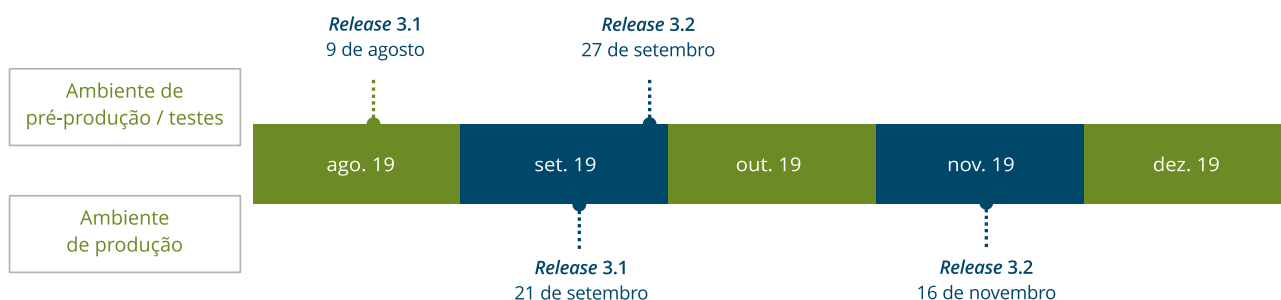 Release 3.1
9 de agosto
Release 3.2
27 de setembro
Ambiente de
pré-produção / testes
ago. 19
set. 19
out. 19
nov. 19
dez. 19
Ambiente
de produção
Release 3.1
21 de setembro
Release 3.2
16 de novembro